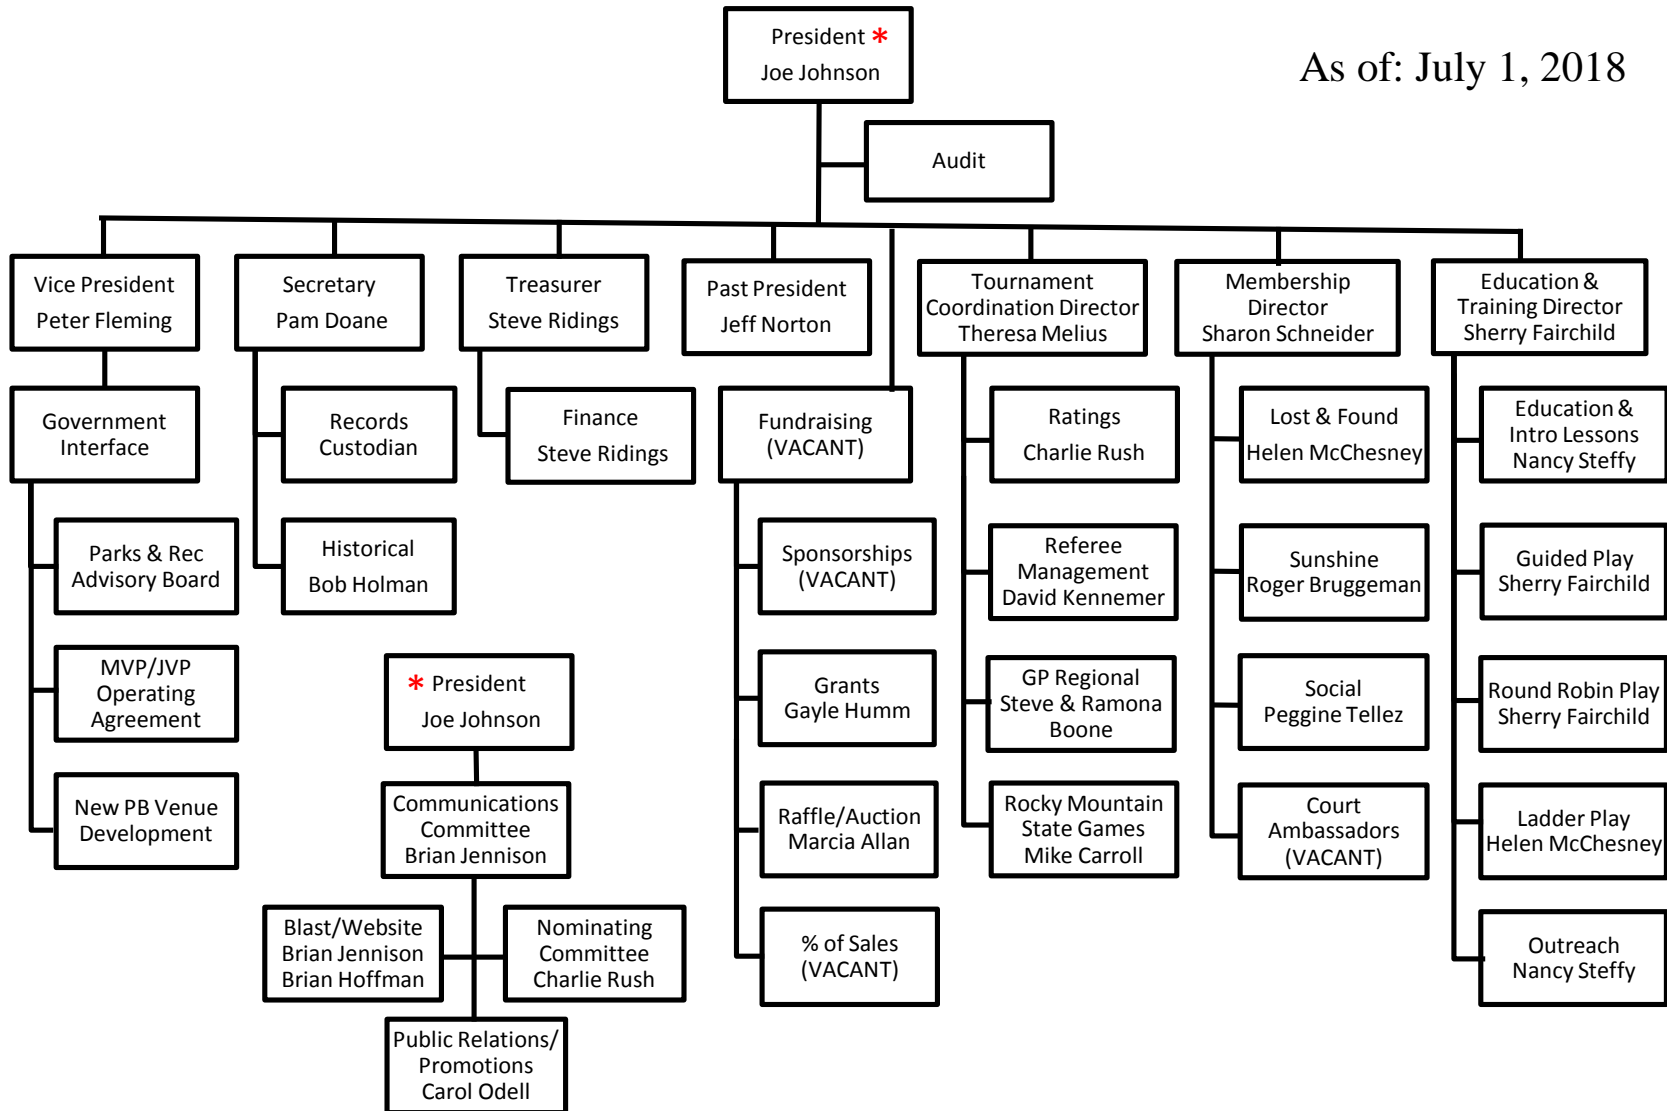 President *
Joe Johnson
As of: July 1, 2018
Audit
Vice President
Peter Fleming
Secretary
Pam Doane
Treasurer
Steve Ridings
Past President
Jeff Norton
Tournament
Coordination Director
Theresa Melius
Membership
Director
Sharon Schneider
Education &
Training Director
Sherry Fairchild
Government
Interface
Records
Custodian
Finance
Steve Ridings
Fundraising
(VACANT)
Ratings
Charlie Rush
Lost & Found
Helen McChesney
Education &
Intro Lessons
Nancy Steffy
Parks & Rec
Advisory Board
Historical
Bob Holman
Sponsorships
(VACANT)
Referee
Management
David Kennemer
Sunshine
Roger Bruggeman
Guided Play
Sherry Fairchild
MVP/JVP
Operating
Agreement
* President
Joe Johnson
Grants
Gayle Humm
GP Regional
Steve & Ramona
Boone
Social
Peggine Tellez
Round Robin Play
Sherry Fairchild
New PB Venue
Development
Communications
Committee
Brian Jennison
Raffle/Auction
Marcia Allan
Rocky Mountain
State Games
Mike Carroll
Court
Ambassadors
(VACANT)
Ladder Play
Helen McChesney
Blast/Website
Brian Jennison
Brian Hoffman
Nominating
Committee
Charlie Rush
% of Sales
(VACANT)
Outreach
Nancy Steffy
Public Relations/
Promotions
Carol Odell